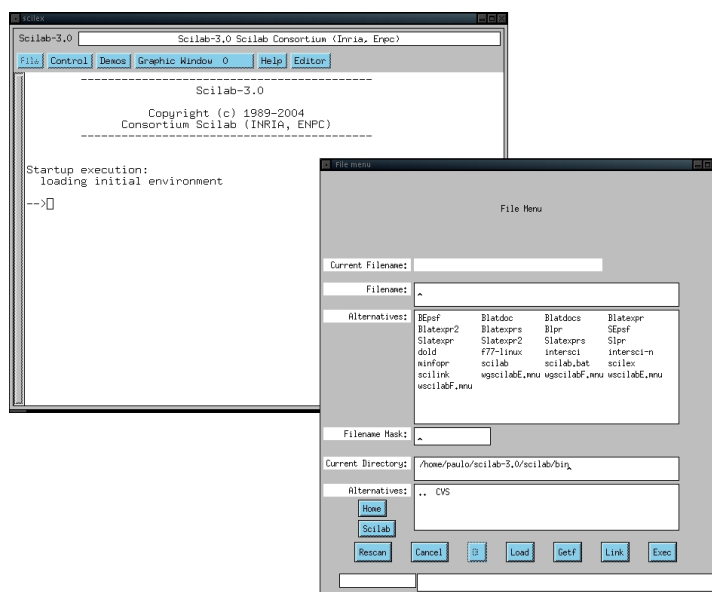 scilex
Scilab-3.0 Scilab-3.0 Scilab Consortium (Inria, Enpc)
File Control Demos Graphic Window 0 Help Editor
Scilab-3.0
Copyright (c) 1989-2004
Consortium Scilab (INRIA, ENPC)
Startup execution:
loading initial environment
-->
File menu
File Menu
Current Filename:
Filename:
Alternatives: BEpsf Blatdoc Blatdocs Blatexpr
Blatexpr2 Blatexprs Blpr SEpsf
Slatexpr Slatexpr2 Slatexprs Slpr
dold f77-linux intersci intersci-n
minfopr scilab scilab.bat scilex
scilink wgscilabE.mnu wgscilabF.mnu wscilabE.mnu
wscilabF.mnu
Filename Mask:
Current Directory: /home/paulo/scilab-3.0/scilab/bin
Alternatives: .. CVS
Home
Scilab
Rescan Cancel Load Getf Link Exec